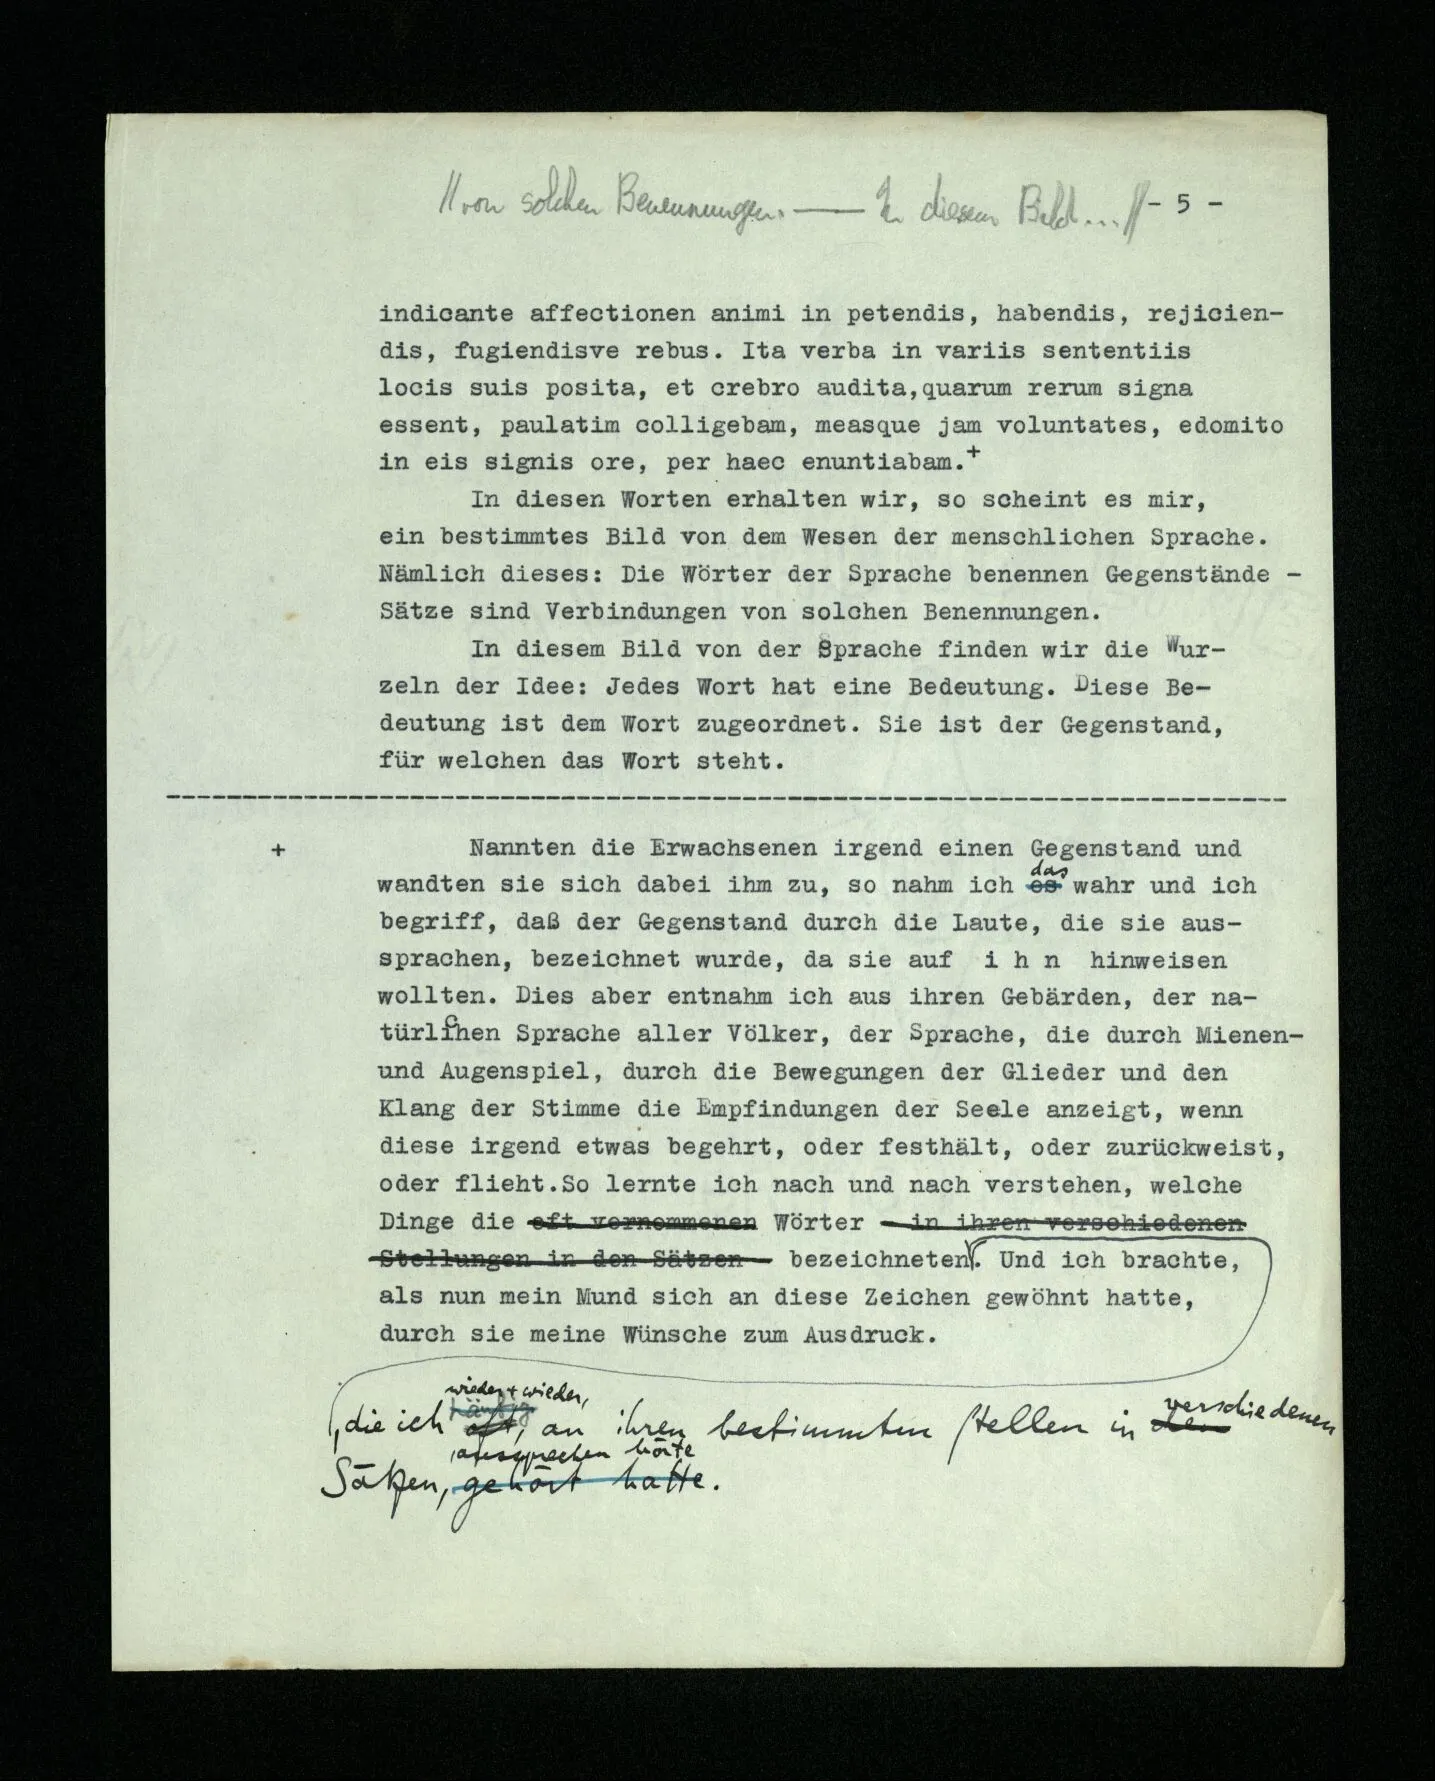 //von solchen Benennungen. — In diesem Bild...// - 5 -
indicante affectionen animi in petendis, habendis, rejicien-
dis, fugiendisve rebus. Ita verba in variis sententiis
locis suis posita, et crebro audita,quarum rerum signa
essent, paulatim colligebam, measque jam voluntates, edomito
in eis signis ore, per haec enuntiabam.+
In diesen Worten erhalten wir, so scheint es mir,
ein bestimmtes Bild von dem Wesen der menschlichen Sprache.
Nämlich dieses: Die Wörter der Sprache benennen Gegenstände -
Sätze sind Verbindungen von solchen Benennungen.
In diesem Bild von der Sprache finden wir die Wur-
zeln der Idee: Jedes Wort hat eine Bedeutung. Diese Be-
deutung ist dem Wort zugeordnet. Sie ist der Gegenstand,
für welchen das Wort steht.
+ Nannten die Erwachsenen irgend einen Gegenstand und
das
wandten sie sich dabei ihm zu, so nahm ich es wahr und ich
begriff, daß der Gegenstand durch die Laute, die sie aus-
sprachen, bezeichnet wurde, da sie auf i h n hinweisen
wollten. Dies aber entnahm ich aus ihren Gebärden, der na-
türlichen Sprache aller Völker, der Sprache, die durch Mienen-
und Augenspiel, durch die Bewegungen der Glieder und den
Klang der Stimme die Empfindungen der Seele anzeigt, wenn
diese irgend etwas begehrt, oder festhält, oder zurückweist,
oder flieht.So lernte ich nach und nach verstehen, welche
Dinge die oft vernommenen Wörter - in ihren verschiedenen
Stellungen in den Sätzen - bezeichneten. Und ich brachte,
als nun mein Mund sich an diese Zeichen gewöhnt hatte,
durch sie meine Wünsche zum Ausdruck.
wieder + wieder, verschiedenen
, die ich häufig oft, an ihren bestimmten Stellen in den
aussprechen hörte
Sätzen, gehört hatte.